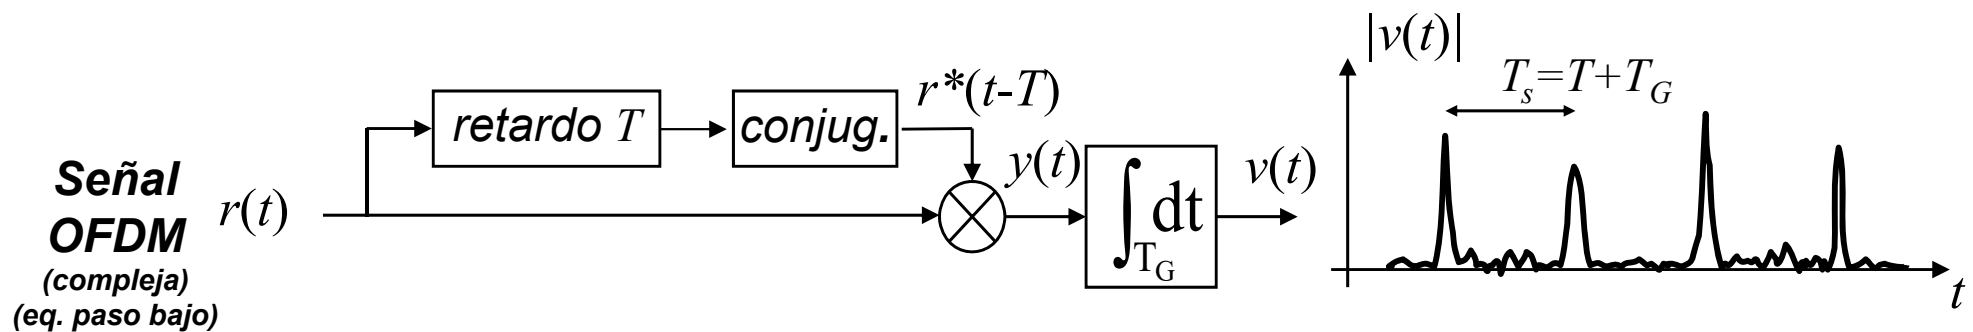 Señal
OFDM
(compleja)
(eq. paso bajo)
r(t)
retardo T
conjug.
r*(t-T)
y(t)
∫dt
T_G
v(t)
|v(t)|
T_s=T+T_G
t